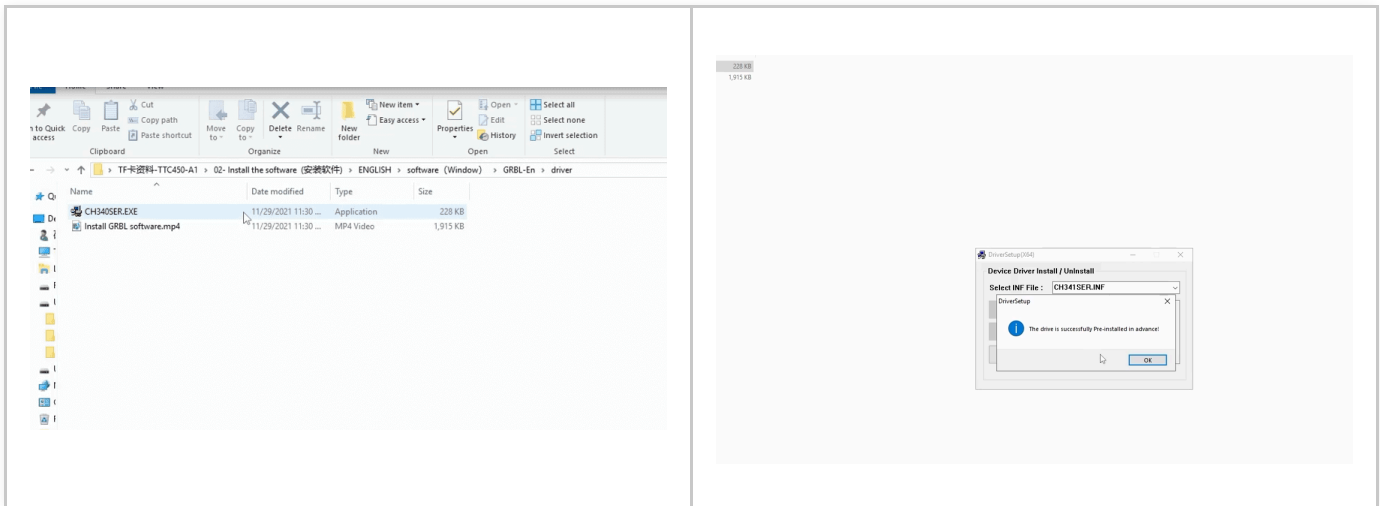 Cut
Copy path
Paste shortcut
Copy
Paste
to Quick
access
Clipboard
Move
to
Copy
to
Delete
Rename
Organize
New
folder
New item
Easy access
New
Properties
Open
Edit
History
Open
Select all
Select none
Invert selection
Select
TF卡资料-TTC450-A1 > 02- Install the software (安装软件) > ENGLISH > software (Window) > GRBL-En > driver
Name Date modified Type Size
CH340SER.EXE 11/29/2021 11:30 ... Application 228 KB
Install GRBL software.mp4 11/29/2021 11:30 ... MP4 Video 1,915 KB
228 KB
1,915 KB
DriverSetup(X64)
Device Driver Install / UnInstall
Select INF File : CH341SER.INF
DriverSetup
The drive is successfully Pre-installed in advance!
OK